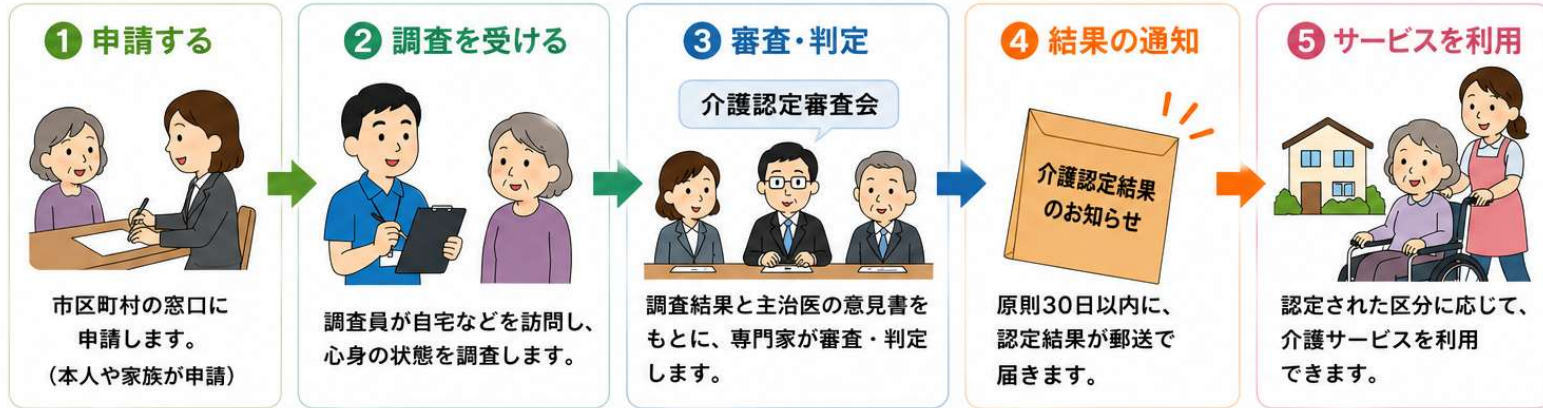 1 申請する
市区町村の窓口に
申請します。
（本人や家族が申請）
2 調査を受ける
調査員が自宅などを訪問し、
心身の状態を調査します。
3 審査・判定
介護認定審査会
調査結果と主治医の意見書を
もとに、専門家が審査・判定
します。
4 結果の通知
介護認定結果
のお知らせ
原則30日以内に、
認定結果が郵送で
届きます。
5 サービスを利用
認定された区分に応じて、
介護サービスを利用
できます。